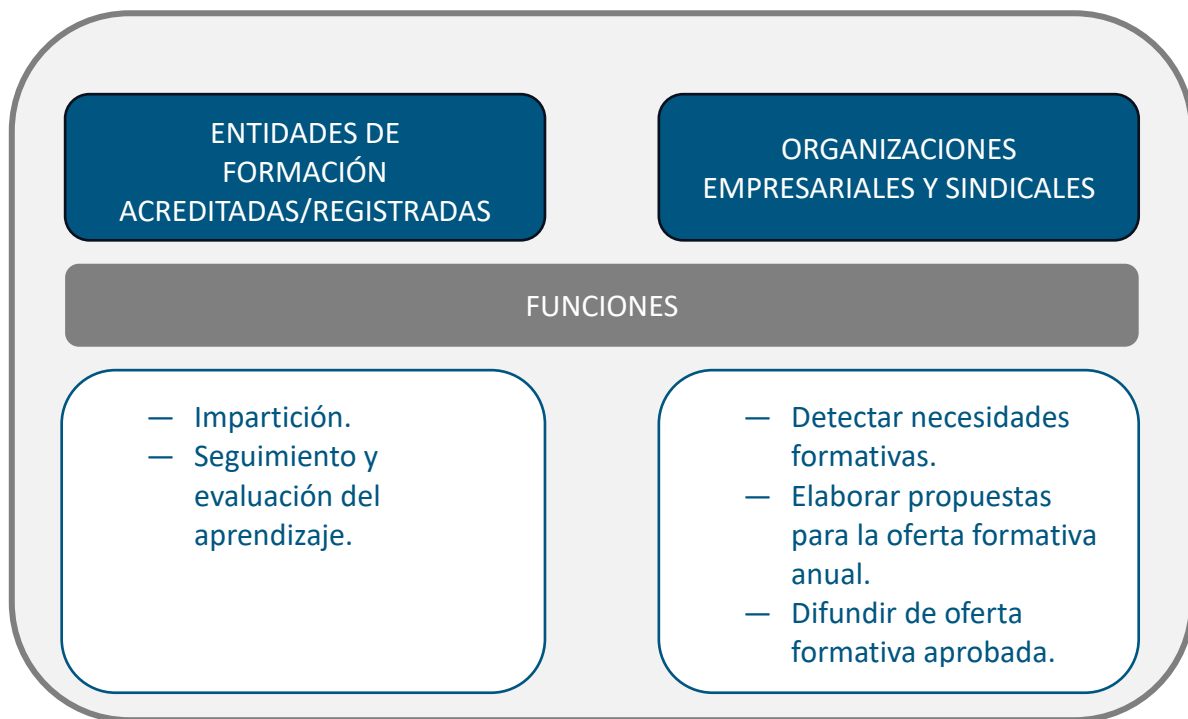 ENTIDADES DE
FORMACIÓN
ACREDITADAS/REGISTRADAS
ORGANIZACIONES
EMPRESARIALES Y SINDICALES
FUNCIONES
— Impartición.
— Seguimiento y
evaluación del
aprendizaje.
— Detectar necesidades
formativas.
— Elaborar propuestas
para la oferta formativa
anual.
— Difundir de oferta
formativa aprobada.